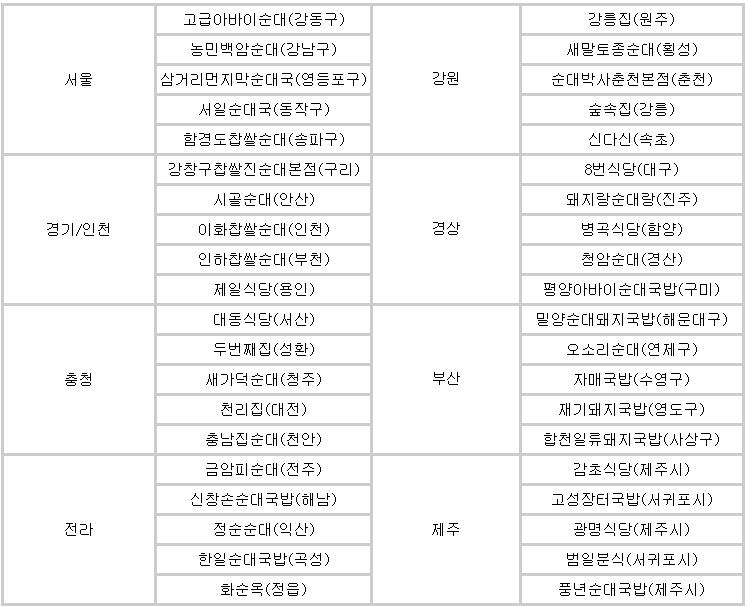 서울
고급아바이순대(강동구)
농민백암순대(강남구)
삼거리먼지막순대국(영등포구)
서일순대국(동작구)
함경도찹쌀순대(송파구)
강원
강릉집(원주)
새말토종순대(횡성)
순대박사춘천본점(춘천)
숲속집(강릉)
신다신(속초)
경기/인천
강창구찹쌀진순대본점(구리)
시골순대(안산)
이화찹쌀순대(인천)
인하찹쌀순대(부천)
제일식당(용인)
경상
8번식당(대구)
돼지랑순대랑(진주)
병곡식당(함양)
청암순대(경산)
평양아바이순대국밥(구미)
충청
대동식당(서산)
두번째집(성환)
새가덕순대(청주)
천리집(대전)
충남집순대(천안)
부산
밀양순대돼지국밥(해운대구)
오소리순대(연제구)
자매국밥(수영구)
재기돼지국밥(영도구)
합천일류돼지국밥(사상구)
전라
금암피순대(전주)
신창손순대국밥(해남)
정순순대(익산)
한일순대국밥(곡성)
화순옥(정읍)
제주
감초식당(제주시)
고성장터국밥(서귀포시)
광명식당(제주시)
범일분식(서귀포시)
풍년순대국밥(제주시)